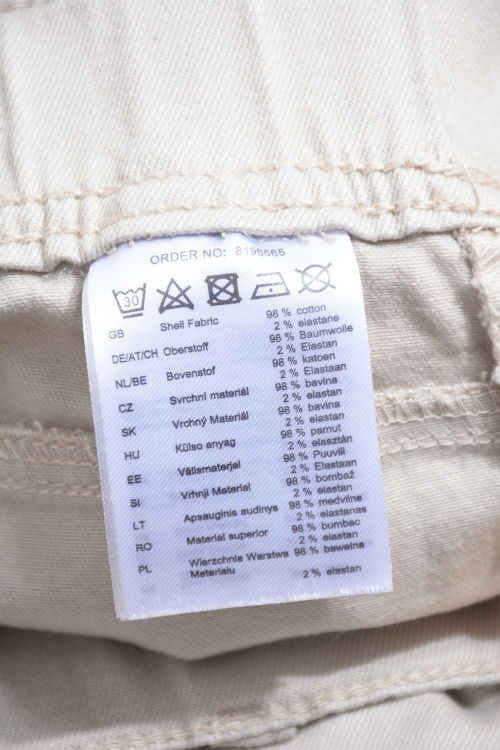 ORDER NO: 8198565
30
GB Shell Fabric 98 % cotton
2 % elastane
DE/AT/CH Oberstoff 98 % Baumwolle
2 % Elastan
NL/BE Bovenstof 98 % katoen
2 % Elastaan
CZ Svrchní materiál 98 % bavlna
2 % elastan
SK Vrchný Materiál 98 % bavlna
2 % elastan
HU Külso anyag 98 % pamut
2 % elasztán
EE Välismaterjal 98 % Puuvill
2 % Elastaan
SI Vrhnji Material 98 % bombaž
2 % elastan
LT Apsauginis audinys 98 % medvilne
2 % elastanas
RO Material superior 98 % bumbac
2 % elastan
PL Wierzchnia Warstwa 98 % bawelna
Materialu 2 % elastan